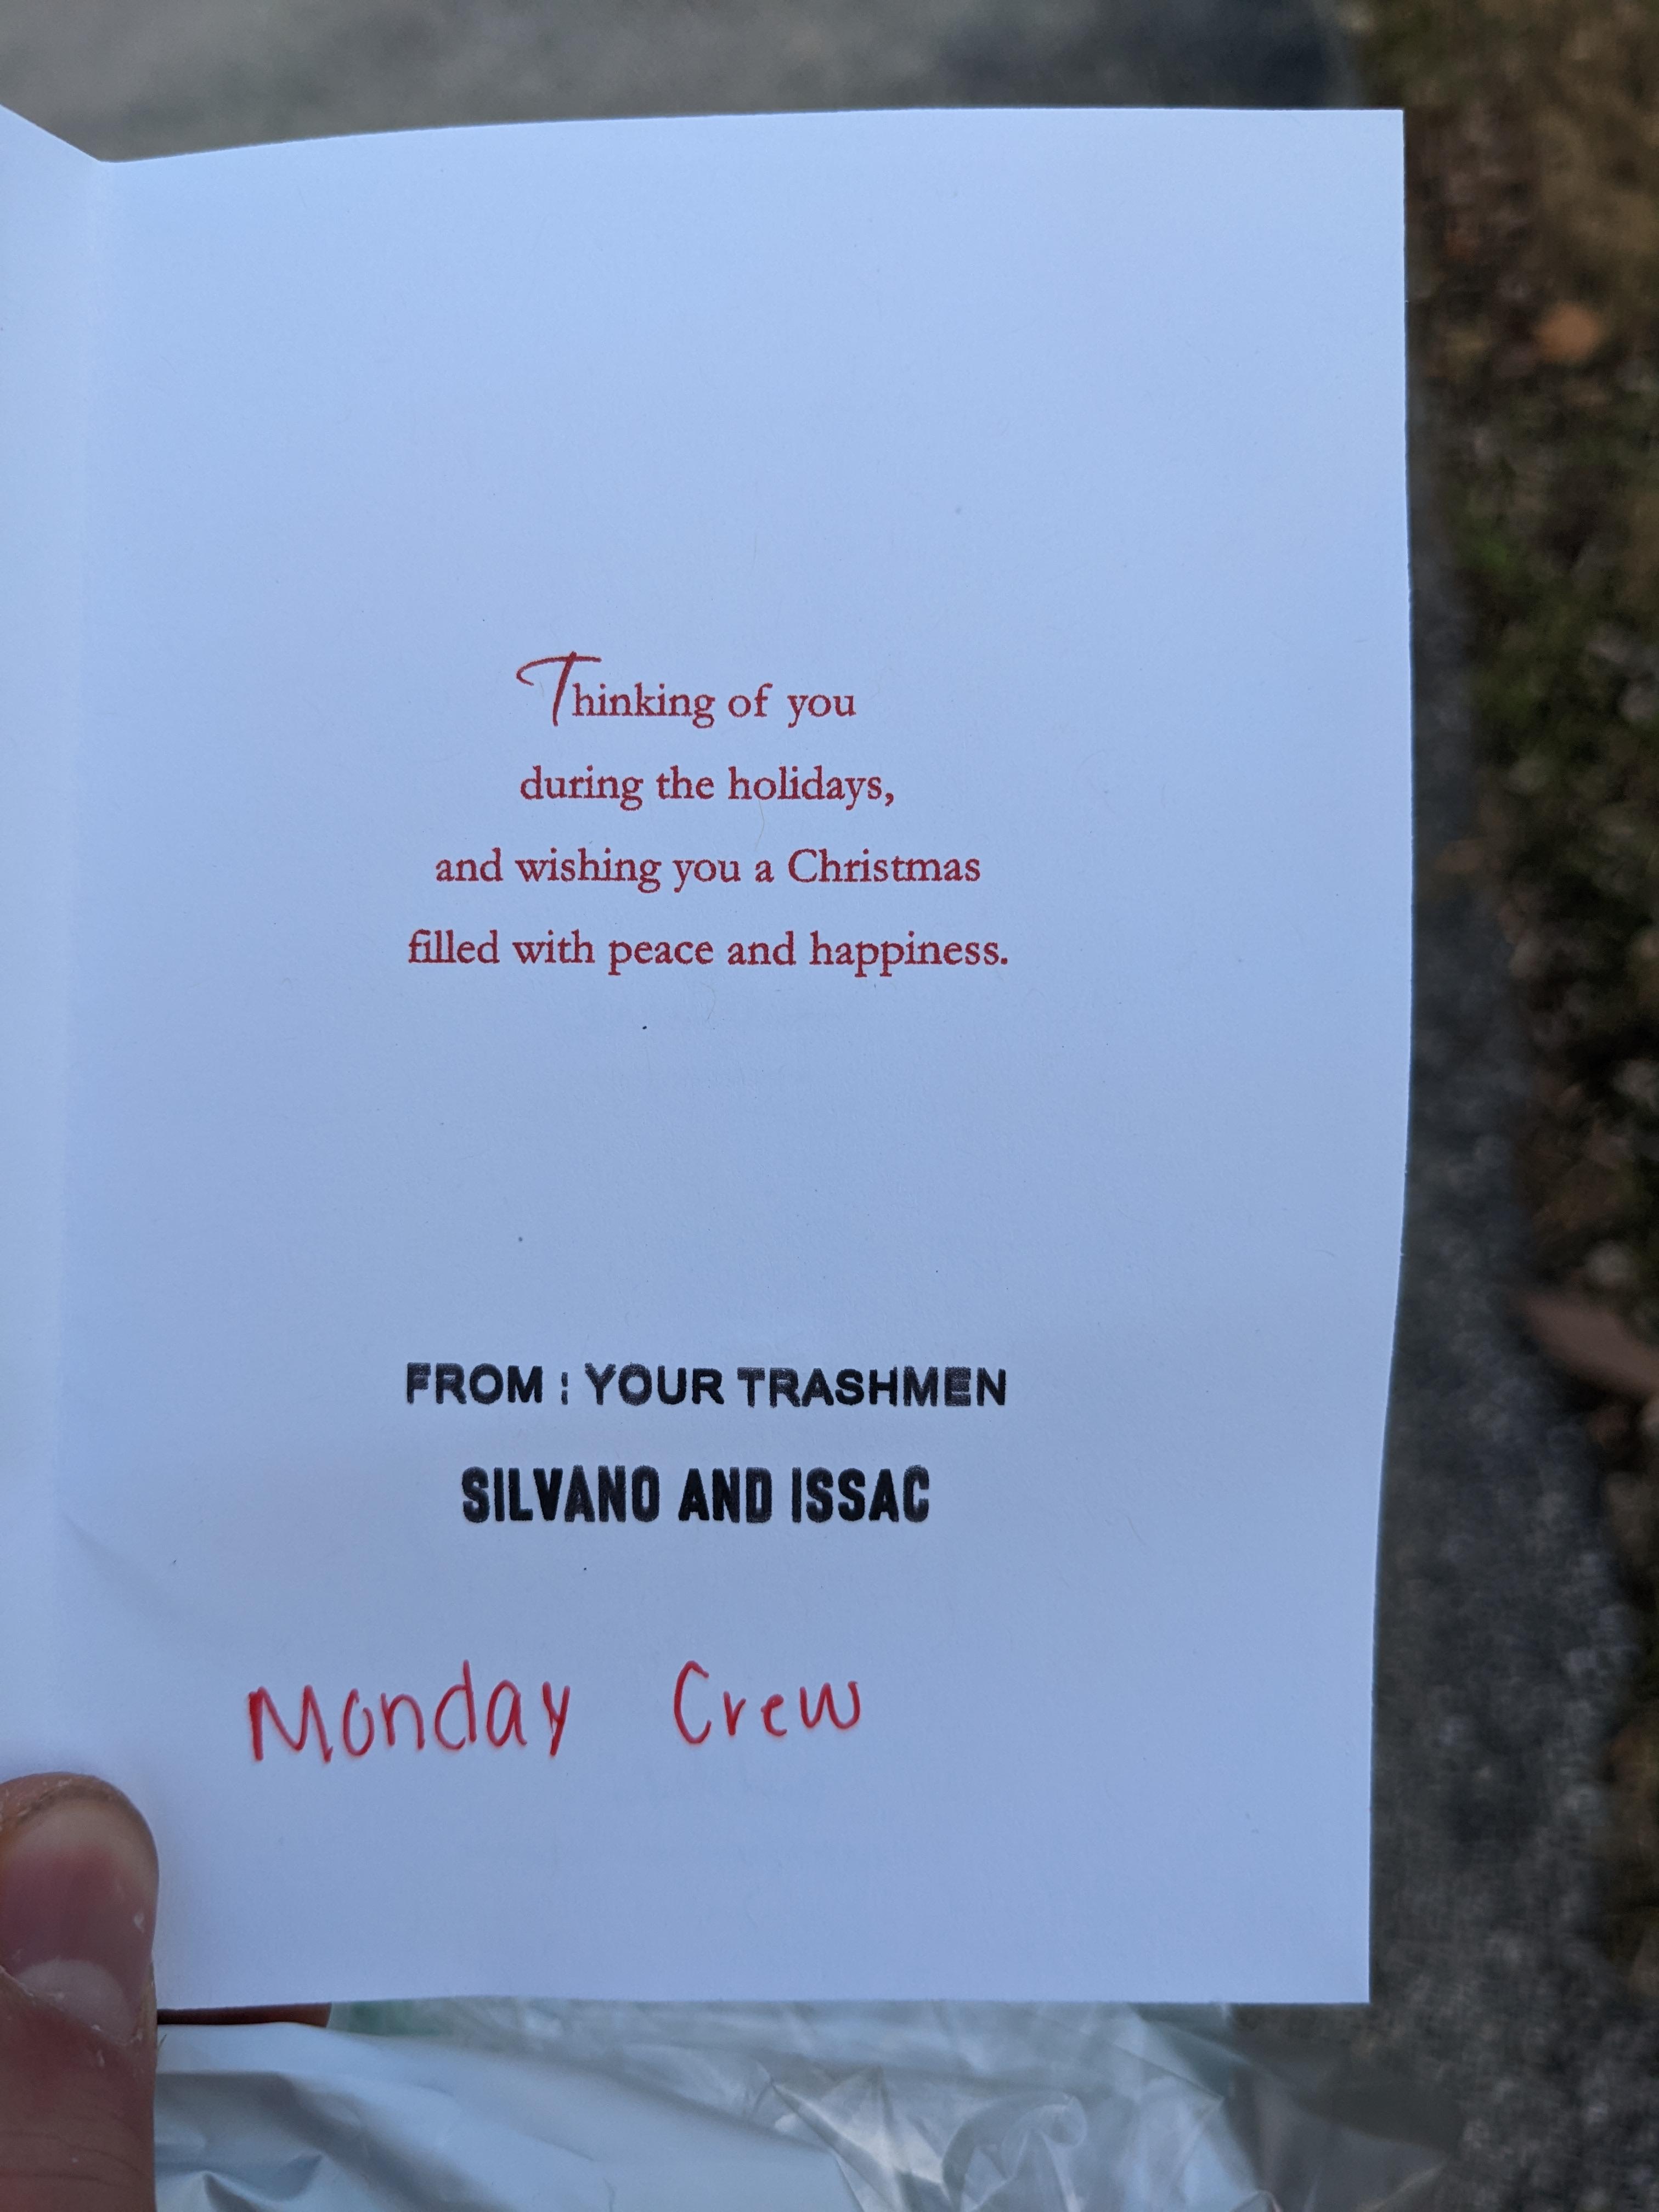 Thinking of you
during the holidays,
and wishing you a Christmas
filled with peace and happiness.
FROM : YOUR TRASHMEN
SILVANO AND ISSAC
Monday Crew